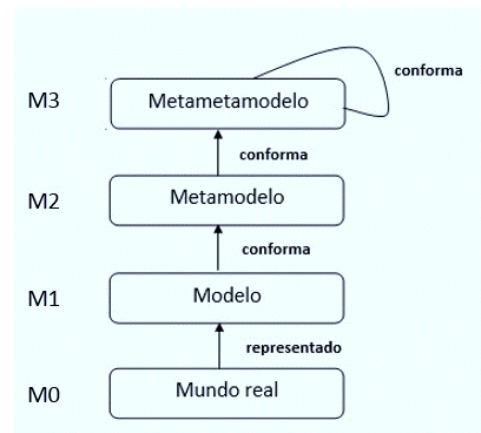 conforma
M3 Metametamodelo
conforma
M2 Metamodelo
conforma
M1 Modelo
representado
M0 Mundo real